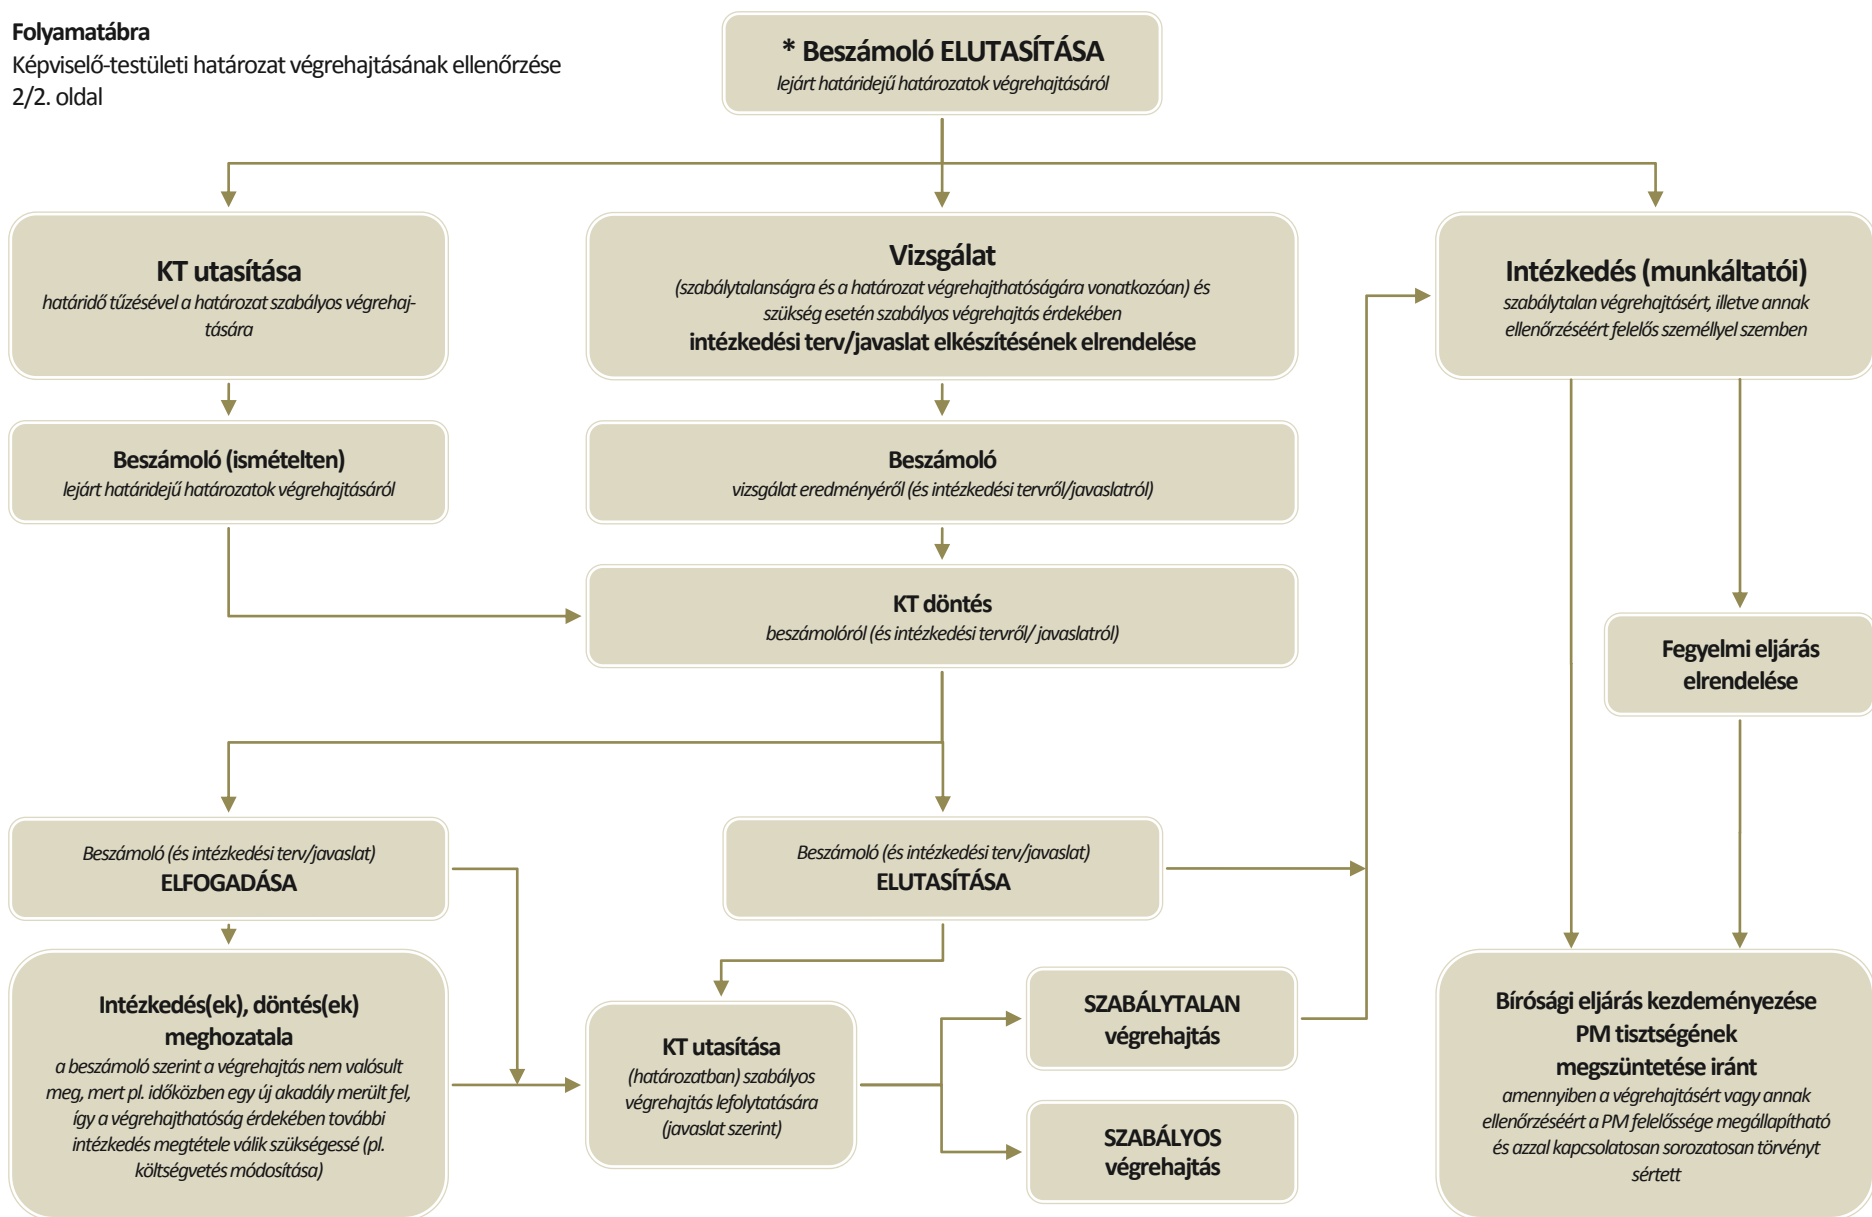 Folyamatábra
Képviselő-testületi határozat végrehajtásának ellenőrzése
2/2. oldal
* Beszámoló ELUTASÍTÁSA
lejárt határidejű határozatok végrehajtásáról
KT utasítása
határidő tűzésével a határozat szabályos végrehaj-
tására
Vizsgálat
(szabálytalanságra és a határozat végrehajthatóságára vonatkozóan) és
szükség esetén szabályos végrehajtás érdekében
intézkedési terv/javaslat elkészítésének elrendelése
Intézkedés (munkáltatói)
szabálytalan végrehajtásért, illetve annak
ellenőrzéséért felelős személlyel szemben
Beszámoló (ismételten)
lejárt határidejű határozatok végrehajtásáról
Beszámoló
vizsgálat eredményéről (és intézkedési tervről/javaslatról)
KT döntés
beszámolóról (és intézkedési tervről/ javaslatról)
Fegyelmi eljárás
elrendelése
Beszámoló (és intézkedési terv/javaslat)
ELFOGADÁSA
Beszámoló (és intézkedési terv/javaslat)
ELUTASÍTÁSA
Intézkedés(ek), döntés(ek)
meghozatala
a beszámoló szerint a végrehajtás nem valósult
meg, mert pl. időközben egy új akadály merült fel,
így a végrehajthatóság érdekében további
intézkedés megtétele válik szükségessé (pl.
költségvetés módosítása)
KT utasítása
(határozatban) szabályos
végrehajtás lefolytatására
(javaslat szerint)
SZABÁLYTALAN
végrehajtás
SZABÁLYOS
végrehajtás
Bírósági eljárás kezdeményezése
PM tisztségének
megszüntetése iránt
amennyiben a végrehajtásért vagy annak
ellenőrzéséért a PM felelőssége megállapítható
és azzal kapcsolatosan sorozatosan törvényt
sértett